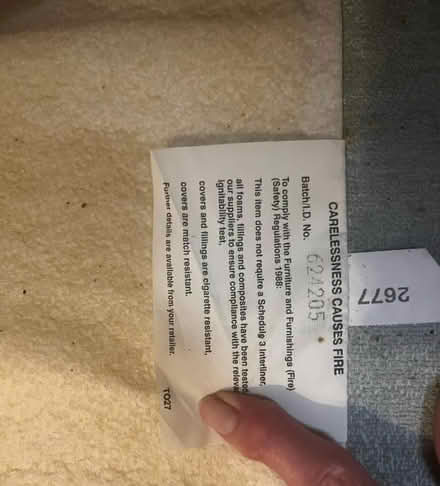 CARELESSNESS CAUSES FIRE
Batch/I.D. No. 624205
To comply with the Furniture and Furnishings (Fire)
(Safety) Regulations 1988:
This item does not require a Schedule 3 interliner,
all foams, fillings and composites have been tested
our suppliers to ensure compliance with the
ignitability test,
covers and fillings are cigarette resistant,
covers are match resistant.
Further details are available from your retailer.
TO27
2677